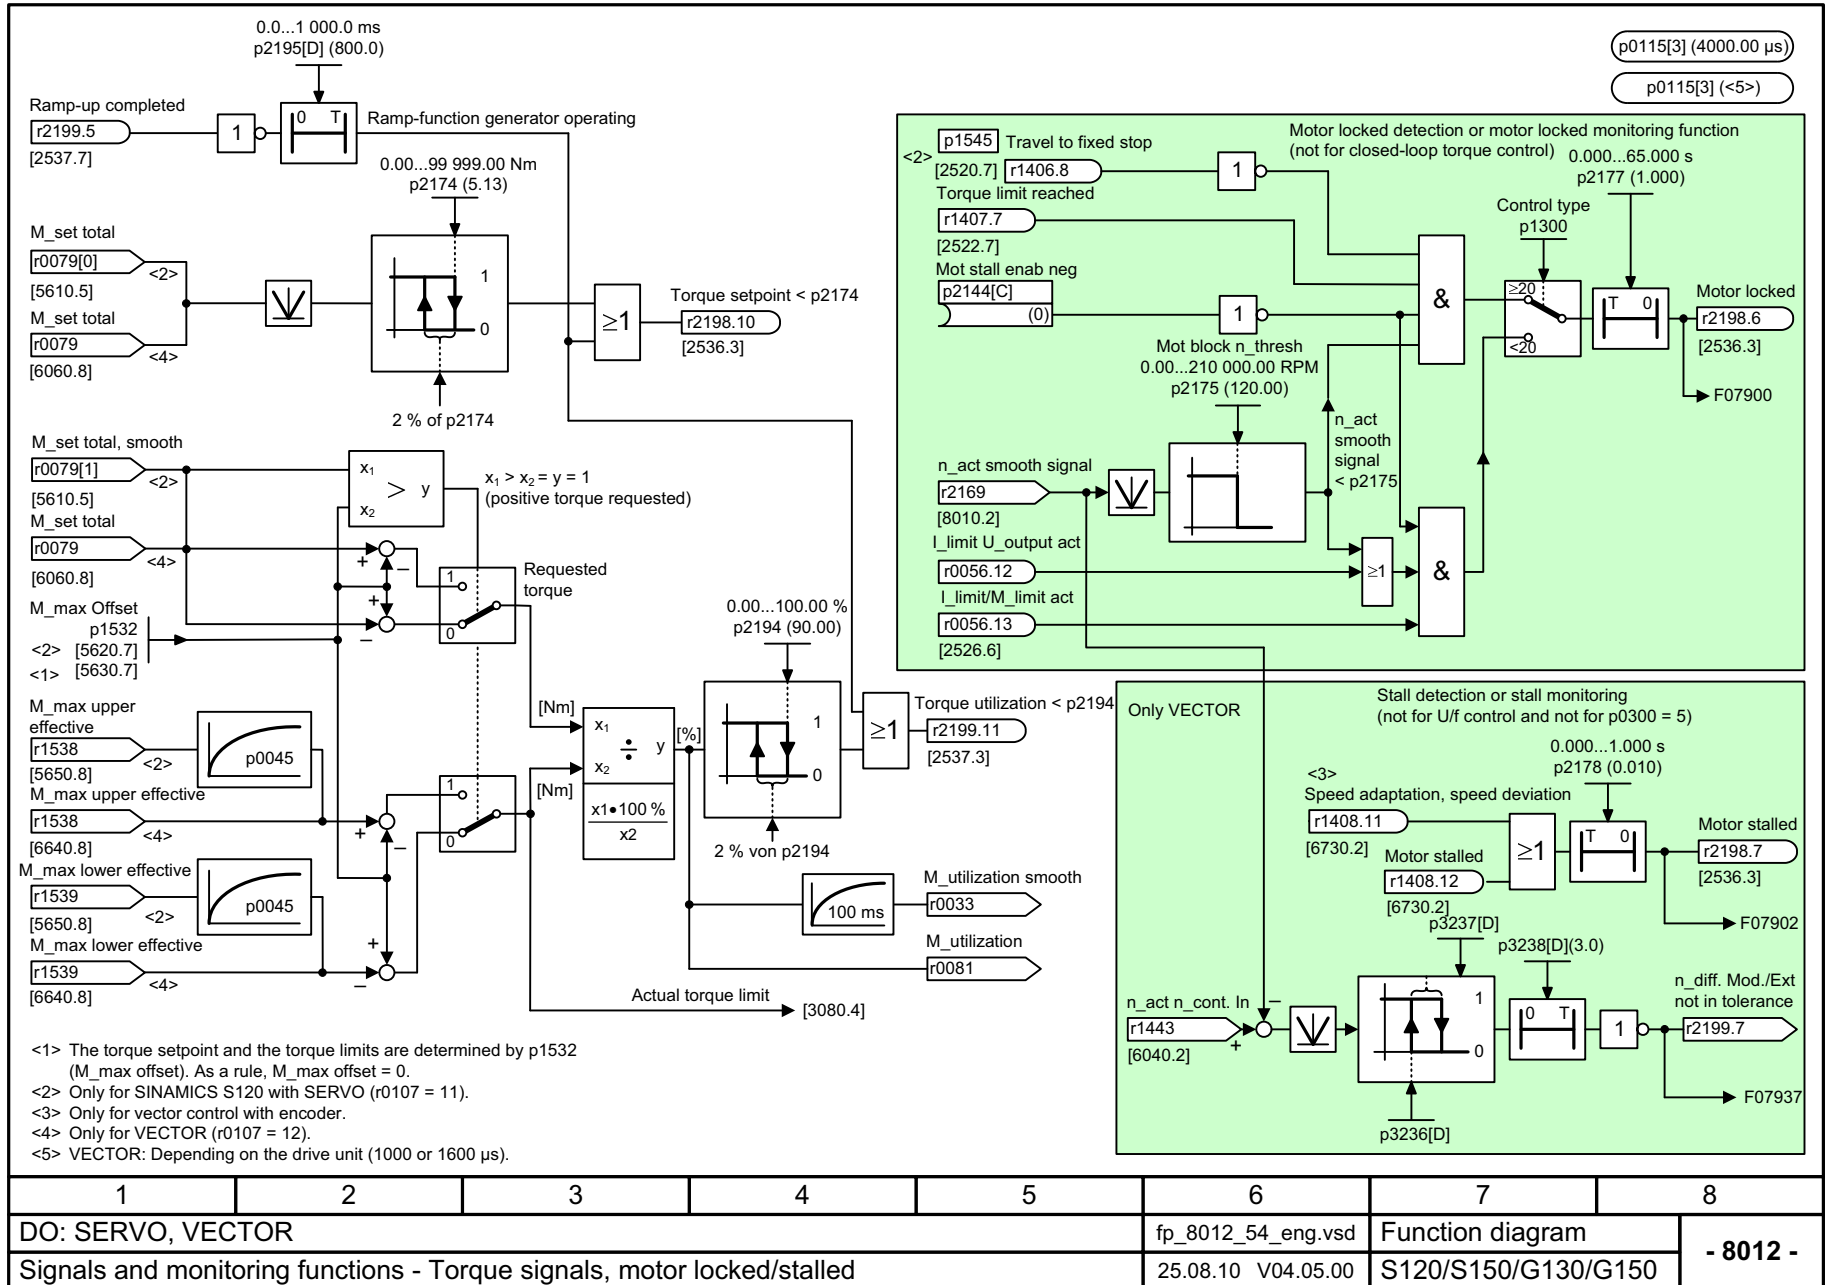 0.0...1 000.0 ms
p2195[D] (800.0)
Ramp-up completed
r2199.5
[2537.7]
1
0 T
Ramp-function generator operating
0.00...99 999.00 Nm
p2174 (5.13)
M_set total
r0079[0]
<2>
[5610.5]
M_set total
r0079
<4>
[6060.8]
1
0
2 % of p2174
≥1
Torque setpoint < p2174
r2198.10
[2536.3]
M_set total, smooth
r0079[1]
<2>
[5610.5]
M_set total
r0079
<4>
[6060.8]
x1
> y
x2
x1 > x2 = y = 1
(positive torque requested)
+
–
+
–
1
0
Requested
torque
M_max Offset
p1532
<2> [5620.7]
<1> [5630.7]
M_max upper
effective
r1538
<2>
[5650.8]
p0045
M_max upper effective
r1538
<4>
[6640.8]
+
–
1
0
M_max lower effective
r1539
<2>
[5650.8]
p0045
M_max lower effective
r1539
<4>
[6640.8]
+
–
[Nm]
[Nm]
x1
÷ y
x2
x1•100 %
x2
[%]
0.00...100.00 %
p2194 (90.00)
1
0
2 % von p2194
≥1
Torque utilization < p2194
r2199.11
[2537.3]
100 ms
M_utilization smooth
r0033
M_utilization
r0081
Actual torque limit
[3080.4]
p0115[3] (4000.00 µs)
p0115[3] (<5>)
Motor locked detection or motor locked monitoring function
(not for closed-loop torque control)
<2>
p1545 Travel to fixed stop
[2520.7] r1406.8
1
Torque limit reached
r1407.7
[2522.7]
Mot stall enab neg
p2144[C]
(0)
1
Mot block n_thresh
0.00...210 000.00 RPM
p2175 (120.00)
n_act smooth signal
r2169
[8010.2]
n_act
smooth
signal
< p2175
I_limit U_output act
r0056.12
I_limit/M_limit act
r0056.13
[2526.6]
≥1
&
&
Control type
p1300
≥20
<20
0.000...65.000 s
p2177 (1.000)
T 0
Motor locked
r2198.6
[2536.3]
F07900
Only VECTOR
Stall detection or stall monitoring
(not for U/f control and not for p0300 = 5)
0.000...1.000 s
p2178 (0.010)
<3>
Speed adaptation, speed deviation
r1408.11
[6730.2]
Motor stalled
r1408.12
[6730.2]
≥1
T 0
Motor stalled
r2198.7
[2536.3]
F07902
p3237[D]
p3238[D](3.0)
n_act n_cont. In
r1443
[6040.2]
+
–
1
0
p3236[D]
0 T
1
n_diff. Mod./Ext
not in tolerance
r2199.7
F07937
<1> The torque setpoint and the torque limits are determined by p1532
(M_max offset). As a rule, M_max offset = 0.
<2> Only for SINAMICS S120 with SERVO (r0107 = 11).
<3> Only for vector control with encoder.
<4> Only for VECTOR (r0107 = 12).
<5> VECTOR: Depending on the drive unit (1000 or 1600 µs).
1 2 3 4 5 6 7 8
DO: SERVO, VECTOR
fp_8012_54_eng.vsd
Function diagram
- 8012 -
Signals and monitoring functions - Torque signals, motor locked/stalled
25.08.10 V04.05.00
S120/S150/G130/G150